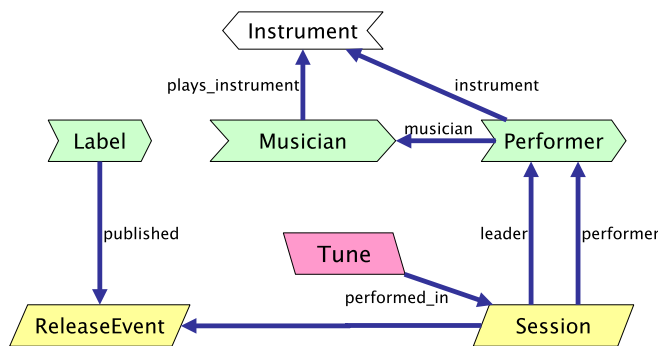 Instrument
plays_instrument
instrument
Label
Musician
musician
Performer
published
leader
performer
Tune
performed_in
ReleaseEvent
Session